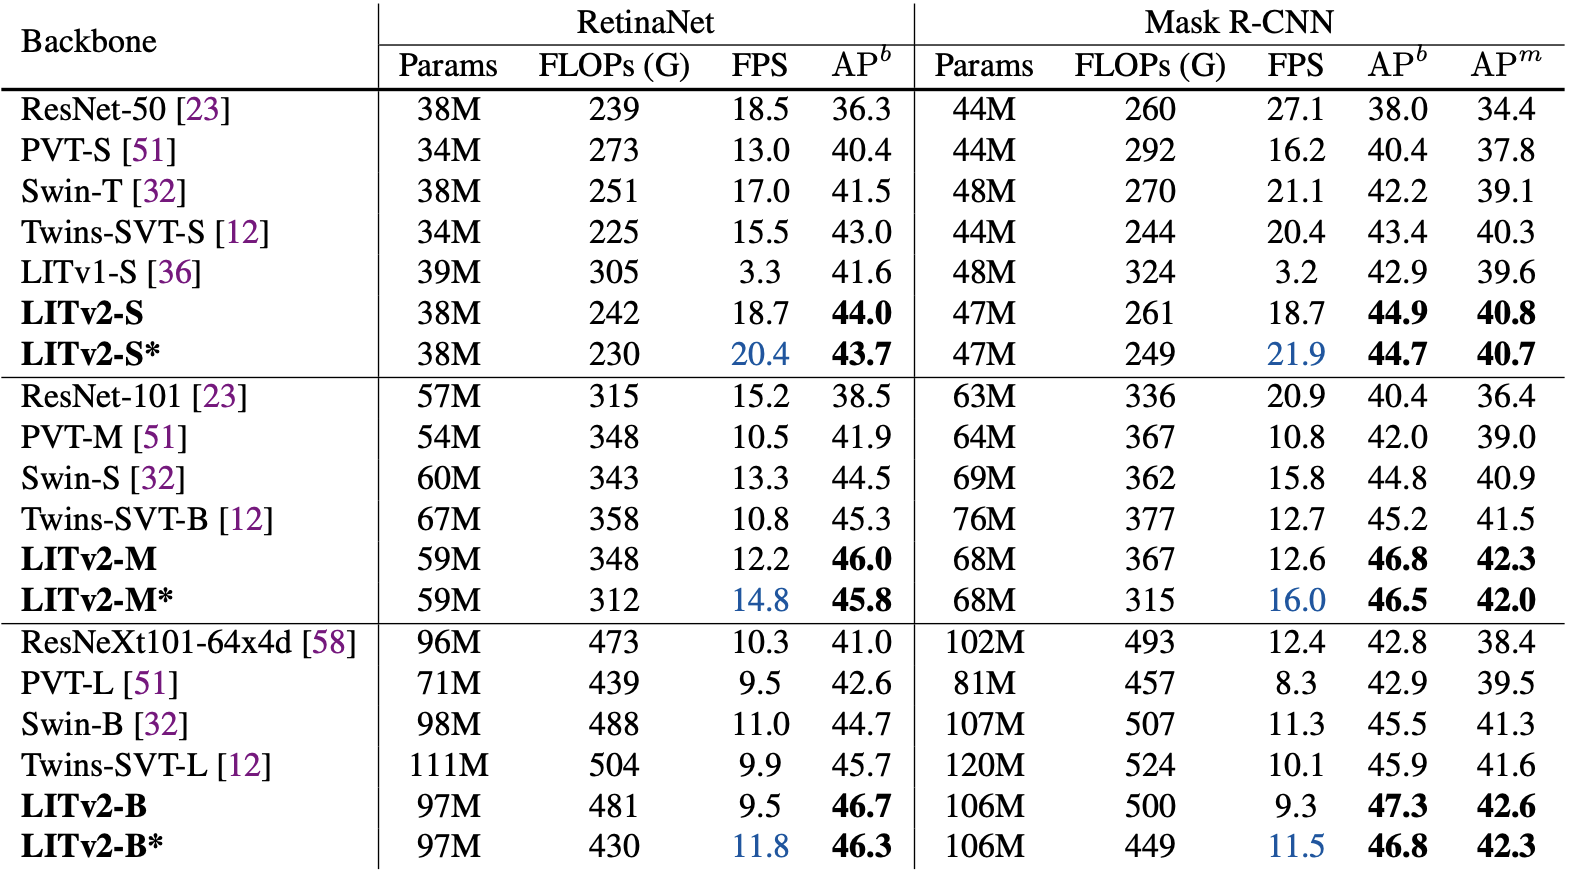 Backbone RetinaNet Mask R-CNN
Params FLOPs (G) FPS APᵇ Params FLOPs (G) FPS APᵇ APᵐ
ResNet-50 [23] 38M 239 18.5 36.3 44M 260 27.1 38.0 34.4
PVT-S [51] 34M 273 13.0 40.4 44M 292 16.2 40.4 37.8
Swin-T [32] 38M 251 17.0 41.5 48M 270 21.1 42.2 39.1
Twins-SVT-S [12] 34M 225 15.5 43.0 44M 244 20.4 43.4 40.3
LITv1-S [36] 39M 305 3.3 41.6 48M 324 3.2 42.9 39.6
LITv2-S 38M 242 18.7 44.0 47M 261 18.7 44.9 40.8
LITv2-S* 38M 230 20.4 43.7 47M 249 21.9 44.7 40.7
ResNet-101 [23] 57M 315 15.2 38.5 63M 336 20.9 40.4 36.4
PVT-M [51] 54M 348 10.5 41.9 64M 367 10.8 42.0 39.0
Swin-S [32] 60M 343 13.3 44.5 69M 362 15.8 44.8 40.9
Twins-SVT-B [12] 67M 358 10.8 45.3 76M 377 12.7 45.2 41.5
LITv2-M 59M 348 12.2 46.0 68M 367 12.6 46.8 42.3
LITv2-M* 59M 312 14.8 45.8 68M 315 16.0 46.5 42.0
ResNeXt101-64x4d [58] 96M 473 10.3 41.0 102M 493 12.4 42.8 38.4
PVT-L [51] 71M 439 9.5 42.6 81M 457 8.3 42.9 39.5
Swin-B [32] 98M 488 11.0 44.7 107M 507 11.3 45.5 41.3
Twins-SVT-L [12] 111M 504 9.9 45.7 120M 524 10.1 45.9 41.6
LITv2-B 97M 481 9.5 46.7 106M 500 9.3 47.3 42.6
LITv2-B* 97M 430 11.8 46.3 106M 449 11.5 46.8 42.3